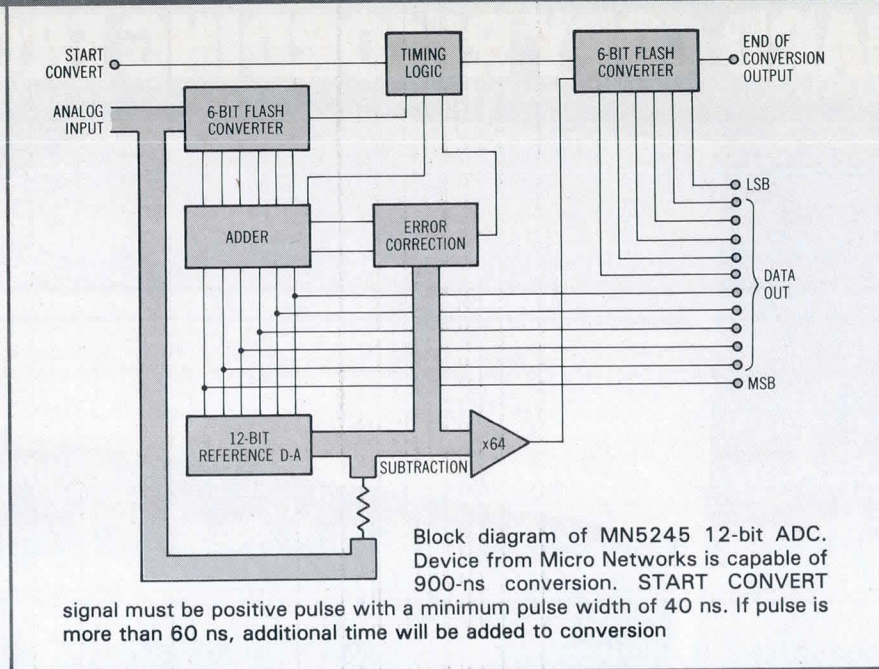 START
CONVERT
TIMING
LOGIC
6-BIT FLASH
CONVERTER
END OF
CONVERSION
OUTPUT
ANALOG
INPUT
6-BIT FLASH
CONVERTER
LSB
ADDER
ERROR
CORRECTION
DATA
OUT
MSB
12-BIT
REFERENCE D-A
SUBTRACTION
x64
Block diagram of MN5245 12-bit ADC.
Device from Micro Networks is capable of
900-ns conversion. START CONVERT
signal must be positive pulse with a minimum pulse width of 40 ns. If pulse is
more than 60 ns, additional time will be added to conversion